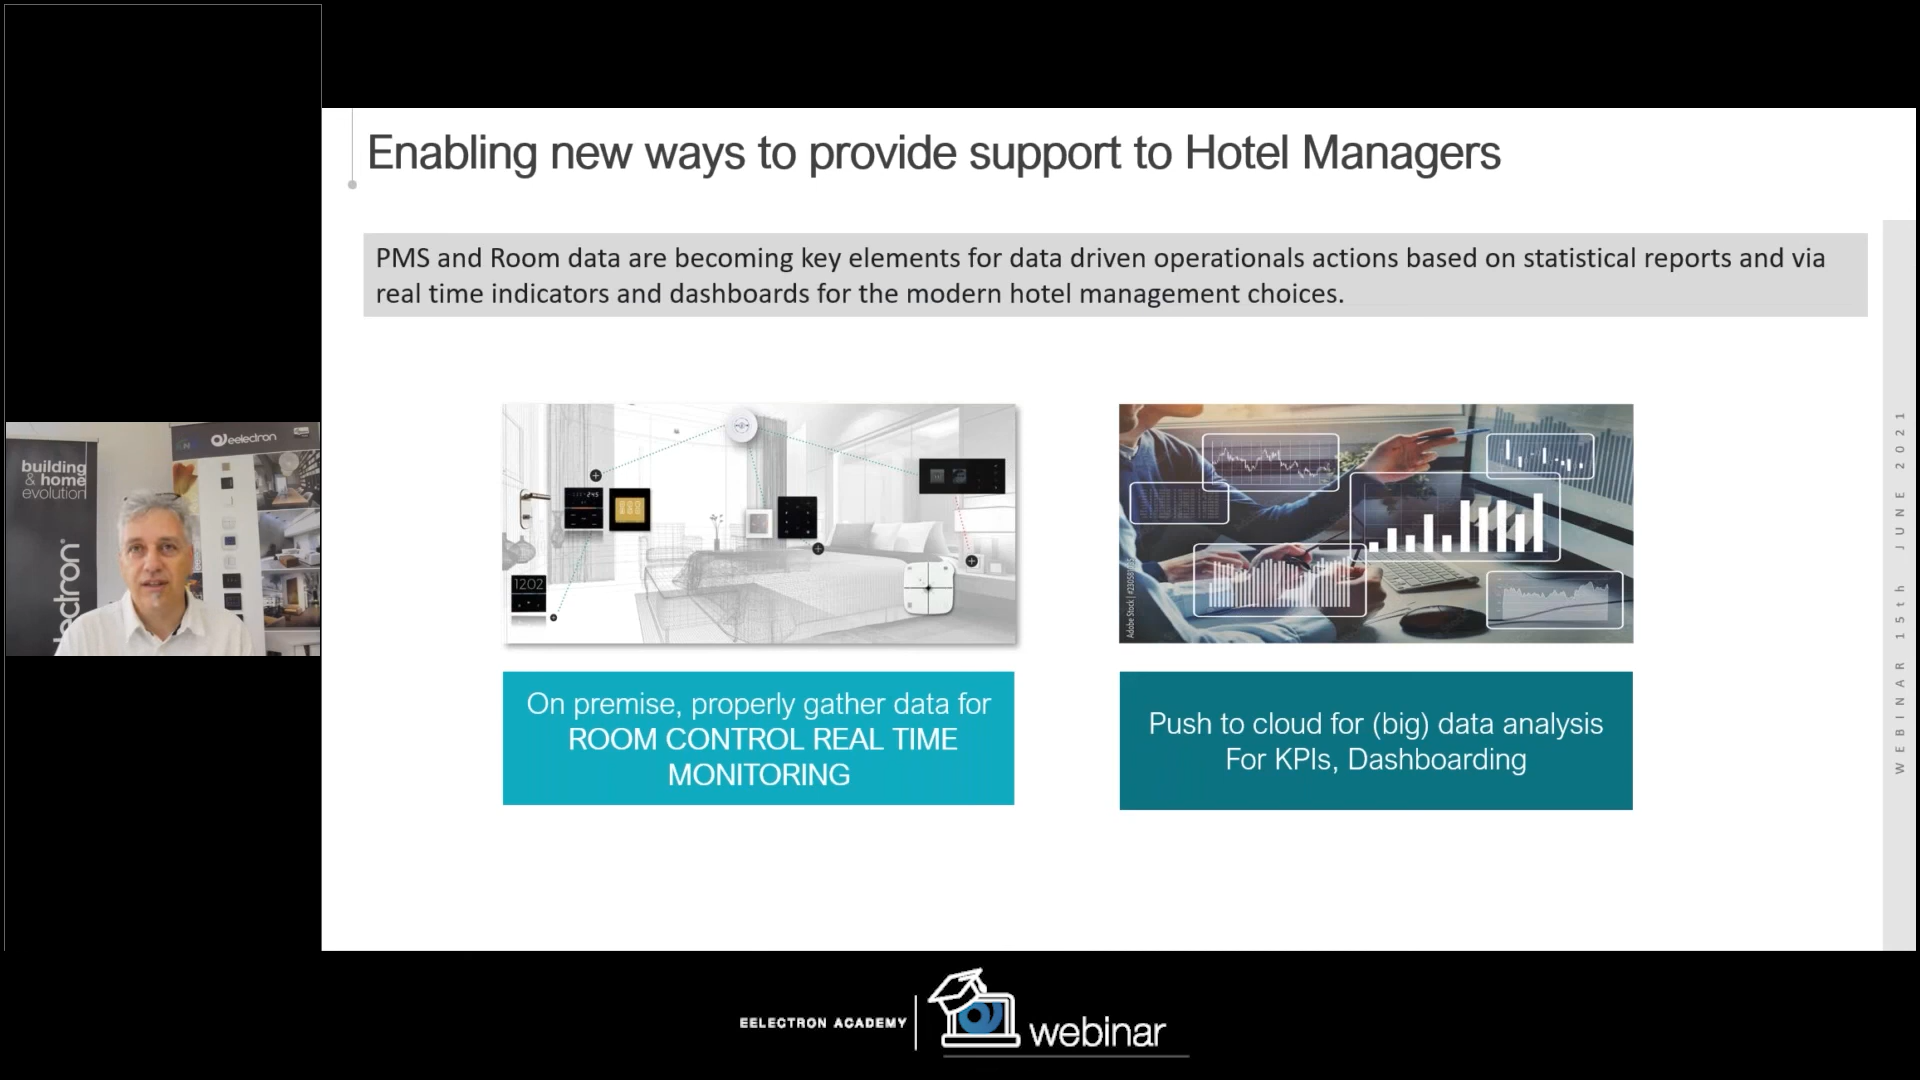 Enabling new ways to provide support to Hotel Managers
PMS and Room data are becoming key elements for data driven operationals actions based on statistical reports and via
real time indicators and dashboards for the modern hotel management choices.
building
& home
evolution
eelectron
ectron
1202
Adobe Stock |
On premise, properly gather data for
ROOM CONTROL REAL TIME
MONITORING
Push to cloud for (big) data analysis
For KPIs, Dashboarding
WEBINAR 15th JUNE 2021
EELECTRON ACADEMY
webinar